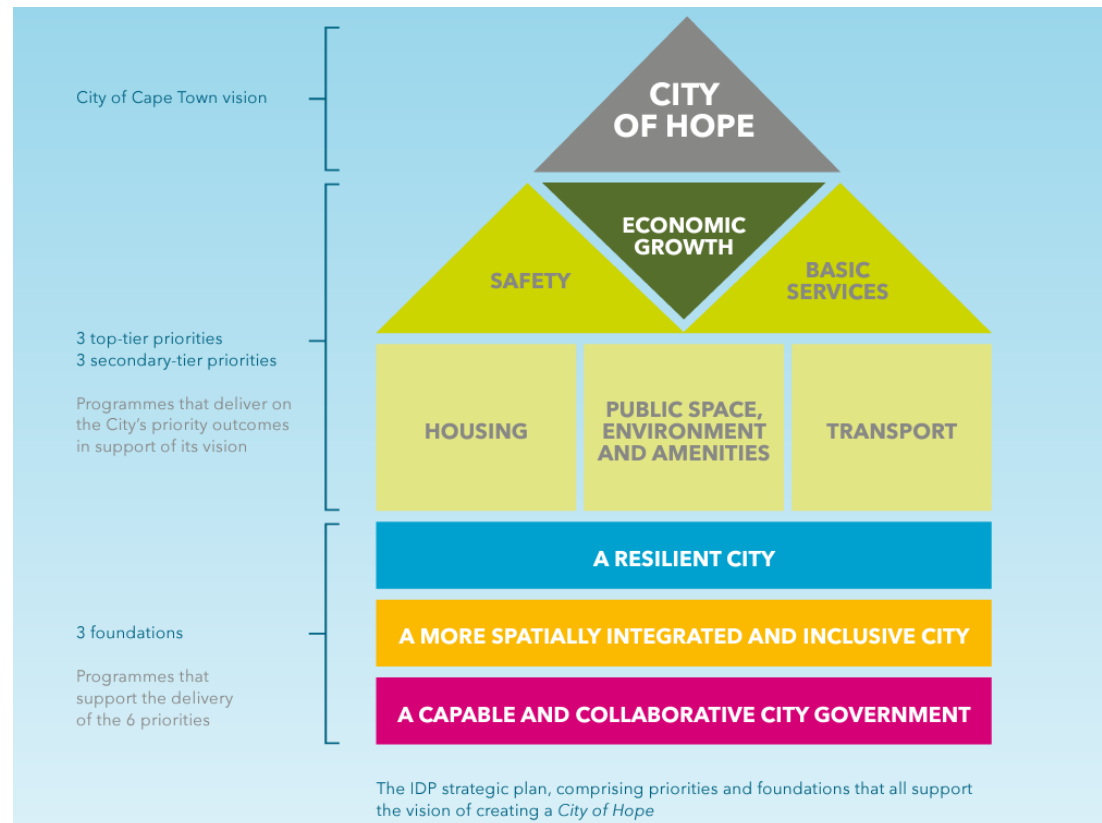 City of Cape Town vision
CITY
OF HOPE
ECONOMIC
GROWTH
SAFETY
BASIC
SERVICES
3 top-tier priorities
3 secondary-tier priorities
Programmes that deliver on
the City's priority outcomes
in support of its vision
HOUSING
PUBLIC SPACE,
ENVIRONMENT
AND AMENITIES
TRANSPORT
A RESILIENT CITY
3 foundations
Programmes that
support the delivery
of the 6 priorities
A MORE SPATIALLY INTEGRATED AND INCLUSIVE CITY
A CAPABLE AND COLLABORATIVE CITY GOVERNMENT
The IDP strategic plan, comprising priorities and foundations that all support
the vision of creating a City of Hope